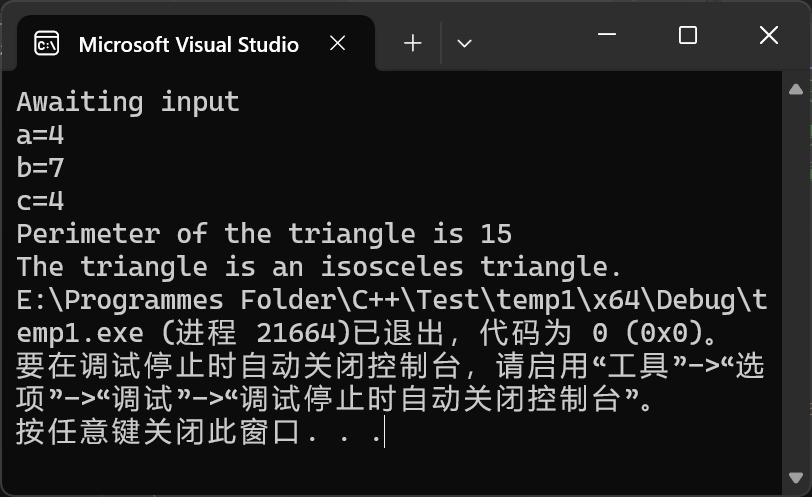 Microsoft Visual Studio
Awaiting input
a=4
b=7
c=4
Perimeter of the triangle is 15
The triangle is an isosceles triangle.
E:\Programmes Folder\C++\Test\temp1\x64\Debug\t
emp1.exe (进程 21664)已退出，代码为 0 (0x0)。
要在调试停止时自动关闭控制台，请启用“工具”->“选
项”->“调试”->“调试停止时自动关闭控制台”。
按任意键关闭此窗口. . .